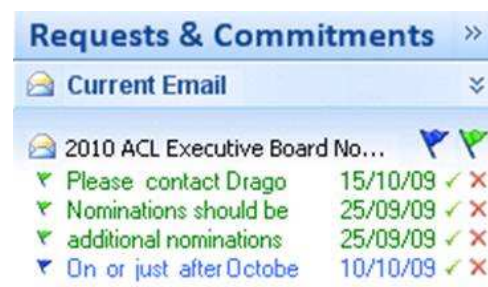 Requests & Commitments »
Current Email
2010 ACL Executive Board No...
Please contact Drago 15/10/09
Nominations should be 25/09/09
additional nominations 25/09/09
On or just after Octobe 10/10/09